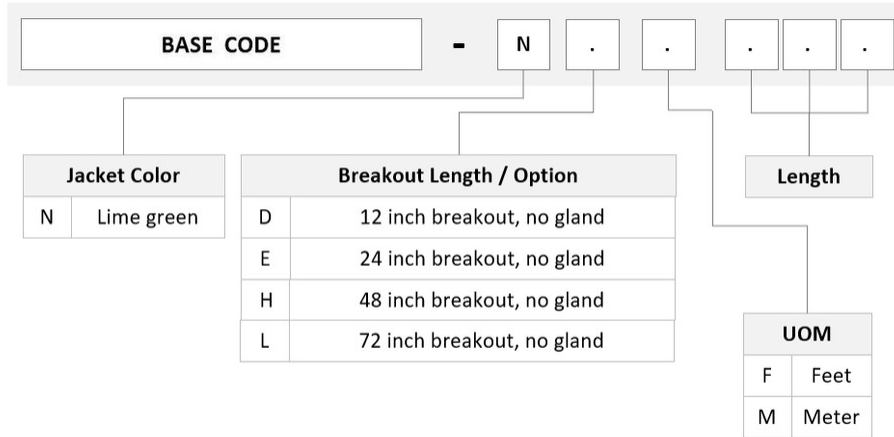 BASE CODE - N . . . . .
Jacket Color
N Lime green
Breakout Length / Option
D 12 inch breakout, no gland
E 24 inch breakout, no gland
H 48 inch breakout, no gland
L 72 inch breakout, no gland
Length
UOM
F Feet
M Meter